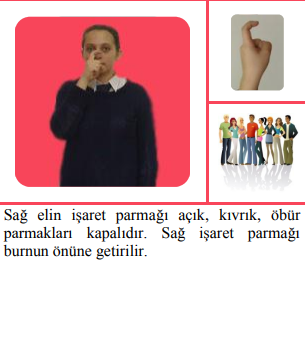 Sağ elin işaret parmağı açık, kıvrık, öbür
parmakları kapalıdır. Sağ işaret parmağı
burnun önüne getirilir.